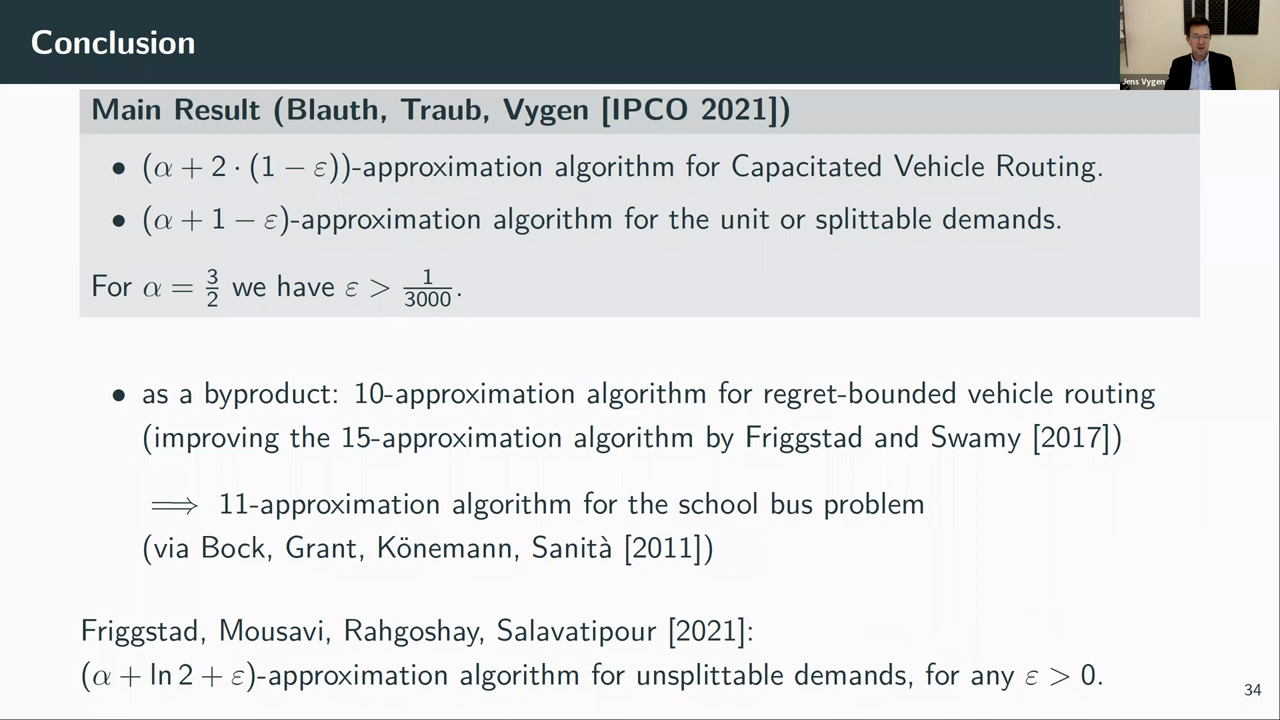 Conclusion
Jens Vygen
Main Result (Blauth, Traub, Vygen [IPCO 2021])
• (α + 2 · (1 − ε))-approximation algorithm for Capacitated Vehicle Routing.
• (α + 1 − ε)-approximation algorithm for the unit or splittable demands.
For α = 3/2 we have ε > 1/3000.
• as a byproduct: 10-approximation algorithm for regret-bounded vehicle routing
(improving the 15-approximation algorithm by Friggstad and Swamy [2017])
⟹ 11-approximation algorithm for the school bus problem
(via Bock, Grant, Könemann, Sanità [2011])
Friggstad, Mousavi, Rahgoshay, Salavatipour [2021]:
(α + ln 2 + ε)-approximation algorithm for unsplittable demands, for any ε > 0.
34